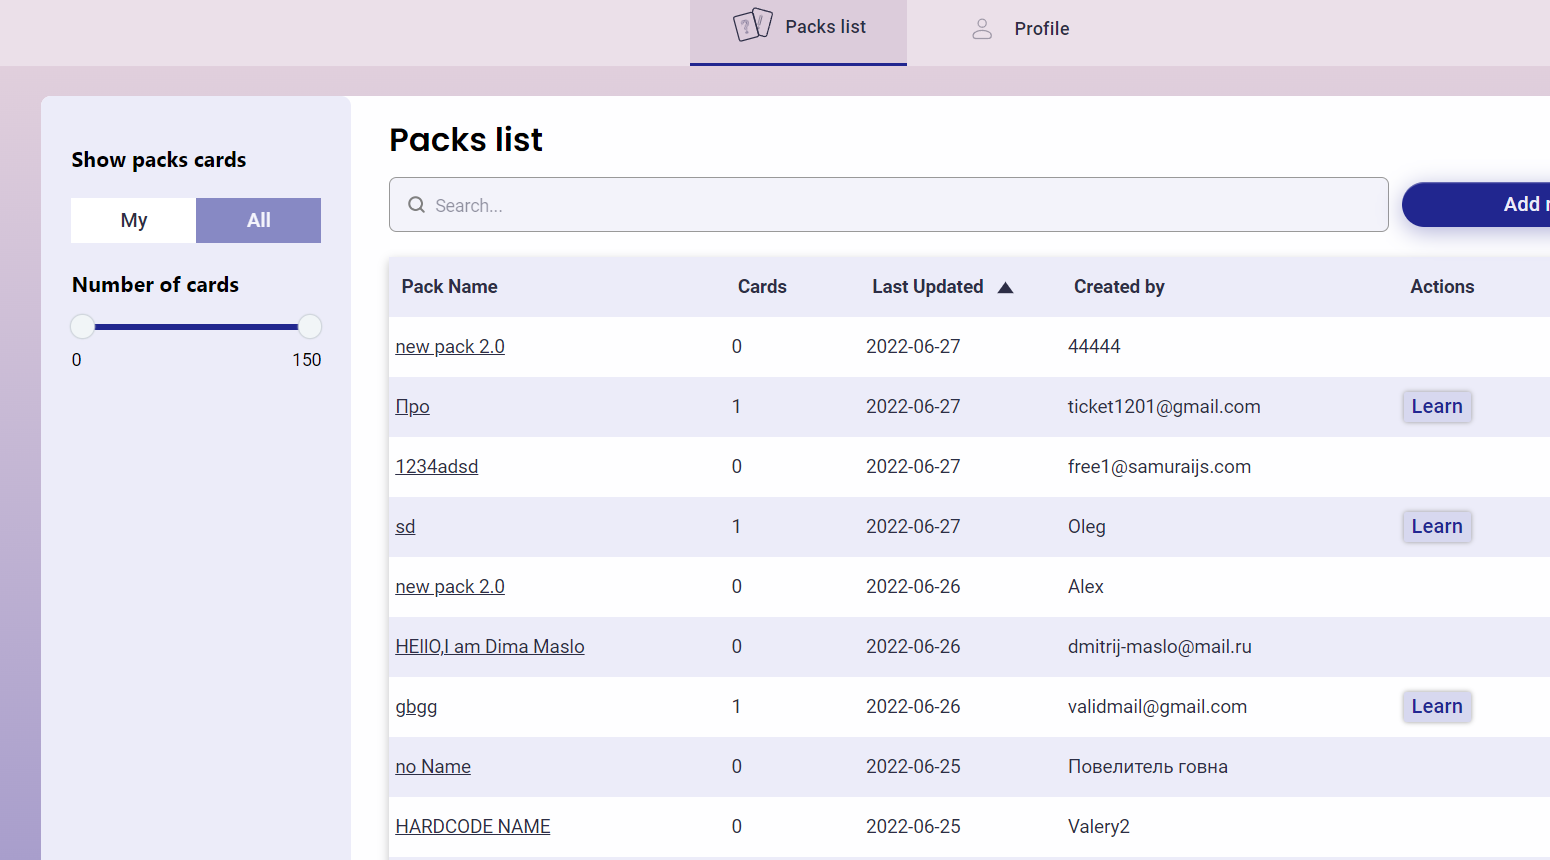 Packs list
Profile
Show packs cards
My All
Number of cards
0 150
Packs list
Search...
Add
Pack Name Cards Last Updated Created by Actions
new pack 2.0 0 2022-06-27 44444
Про 1 2022-06-27 ticket1201@gmail.com Learn
1234adsd 0 2022-06-27 free1@samuraijs.com
sd 1 2022-06-27 Oleg Learn
new pack 2.0 0 2022-06-26 Alex
HEllO,I am Dima Maslo 0 2022-06-26 dmitrij-maslo@mail.ru
gbgg 1 2022-06-26 validmail@gmail.com Learn
no Name 0 2022-06-25 Повелитель говна
HARDCODE NAME 0 2022-06-25 Valery2